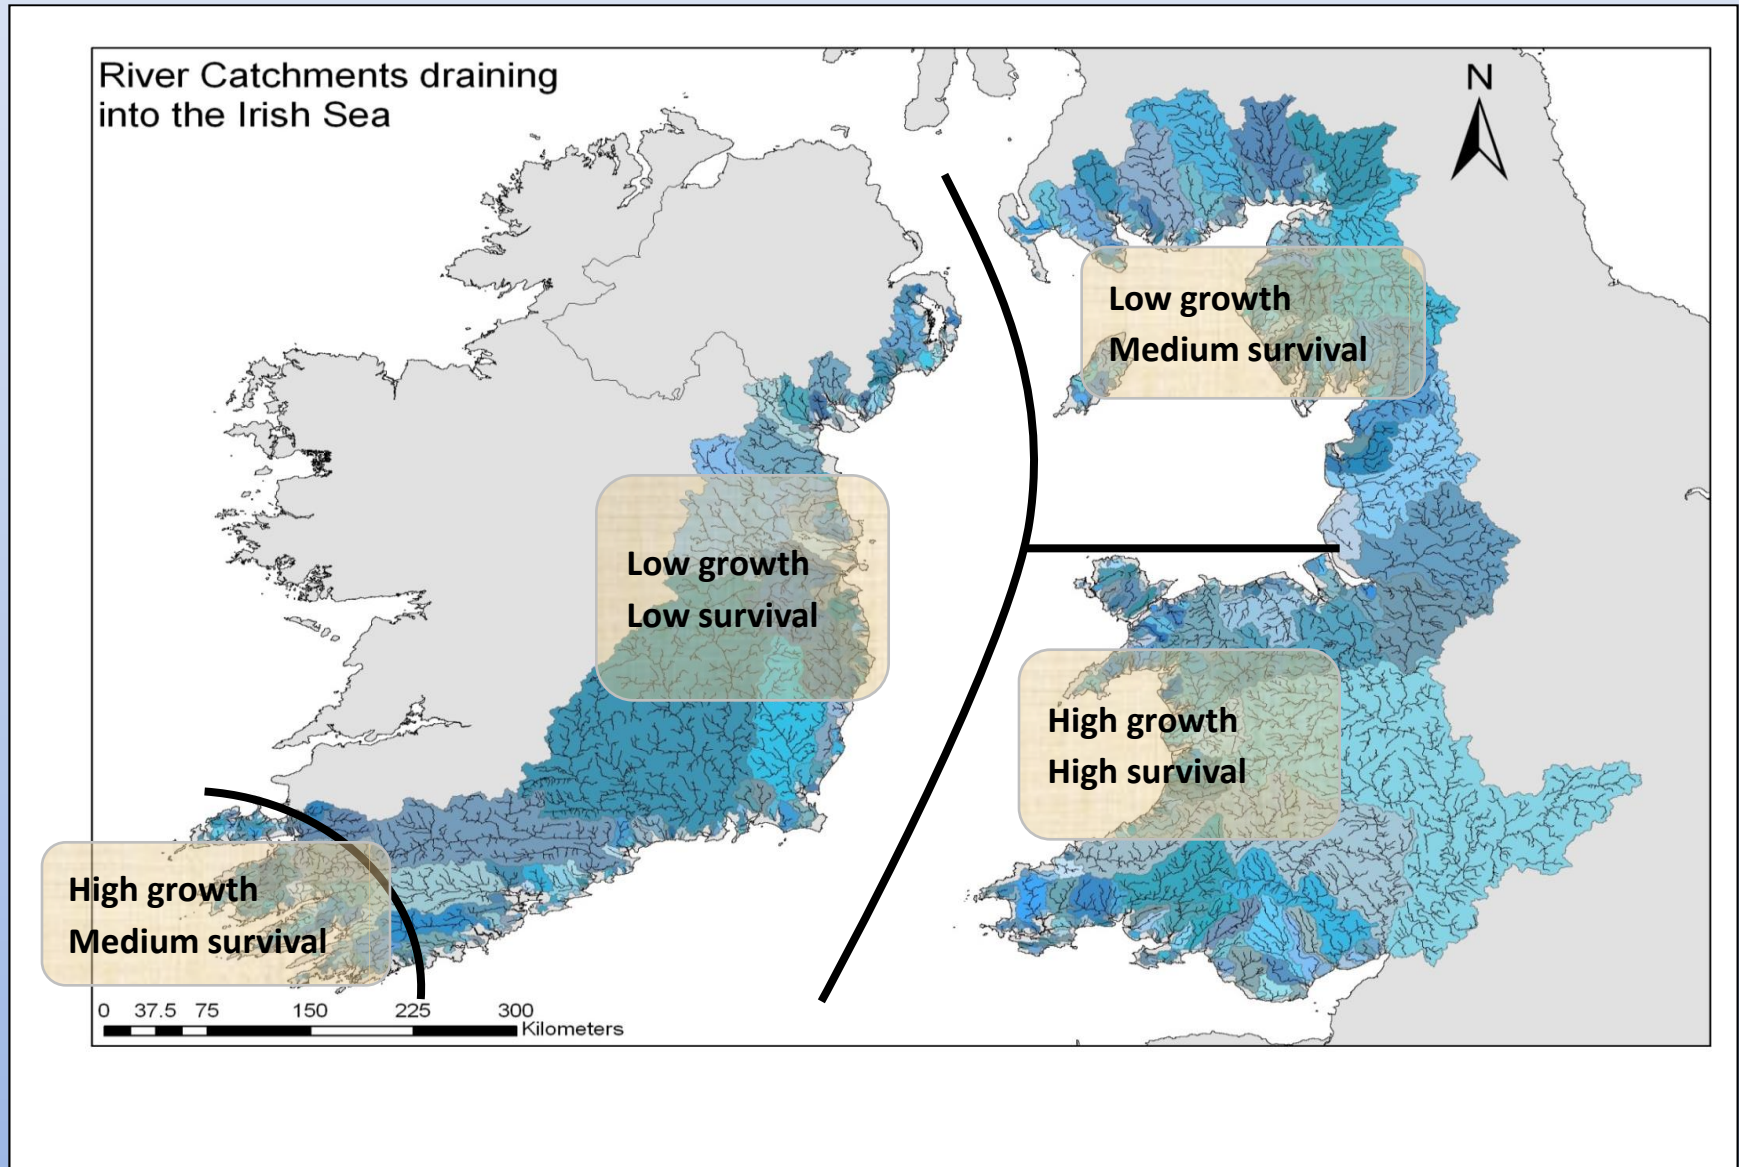 River Catchments draining
into the Irish Sea
N
Low growth
Medium survival
Low growth
Low survival
High growth
High survival
High growth
Medium survival
0 37.5 75 150 225 300
Kilometers